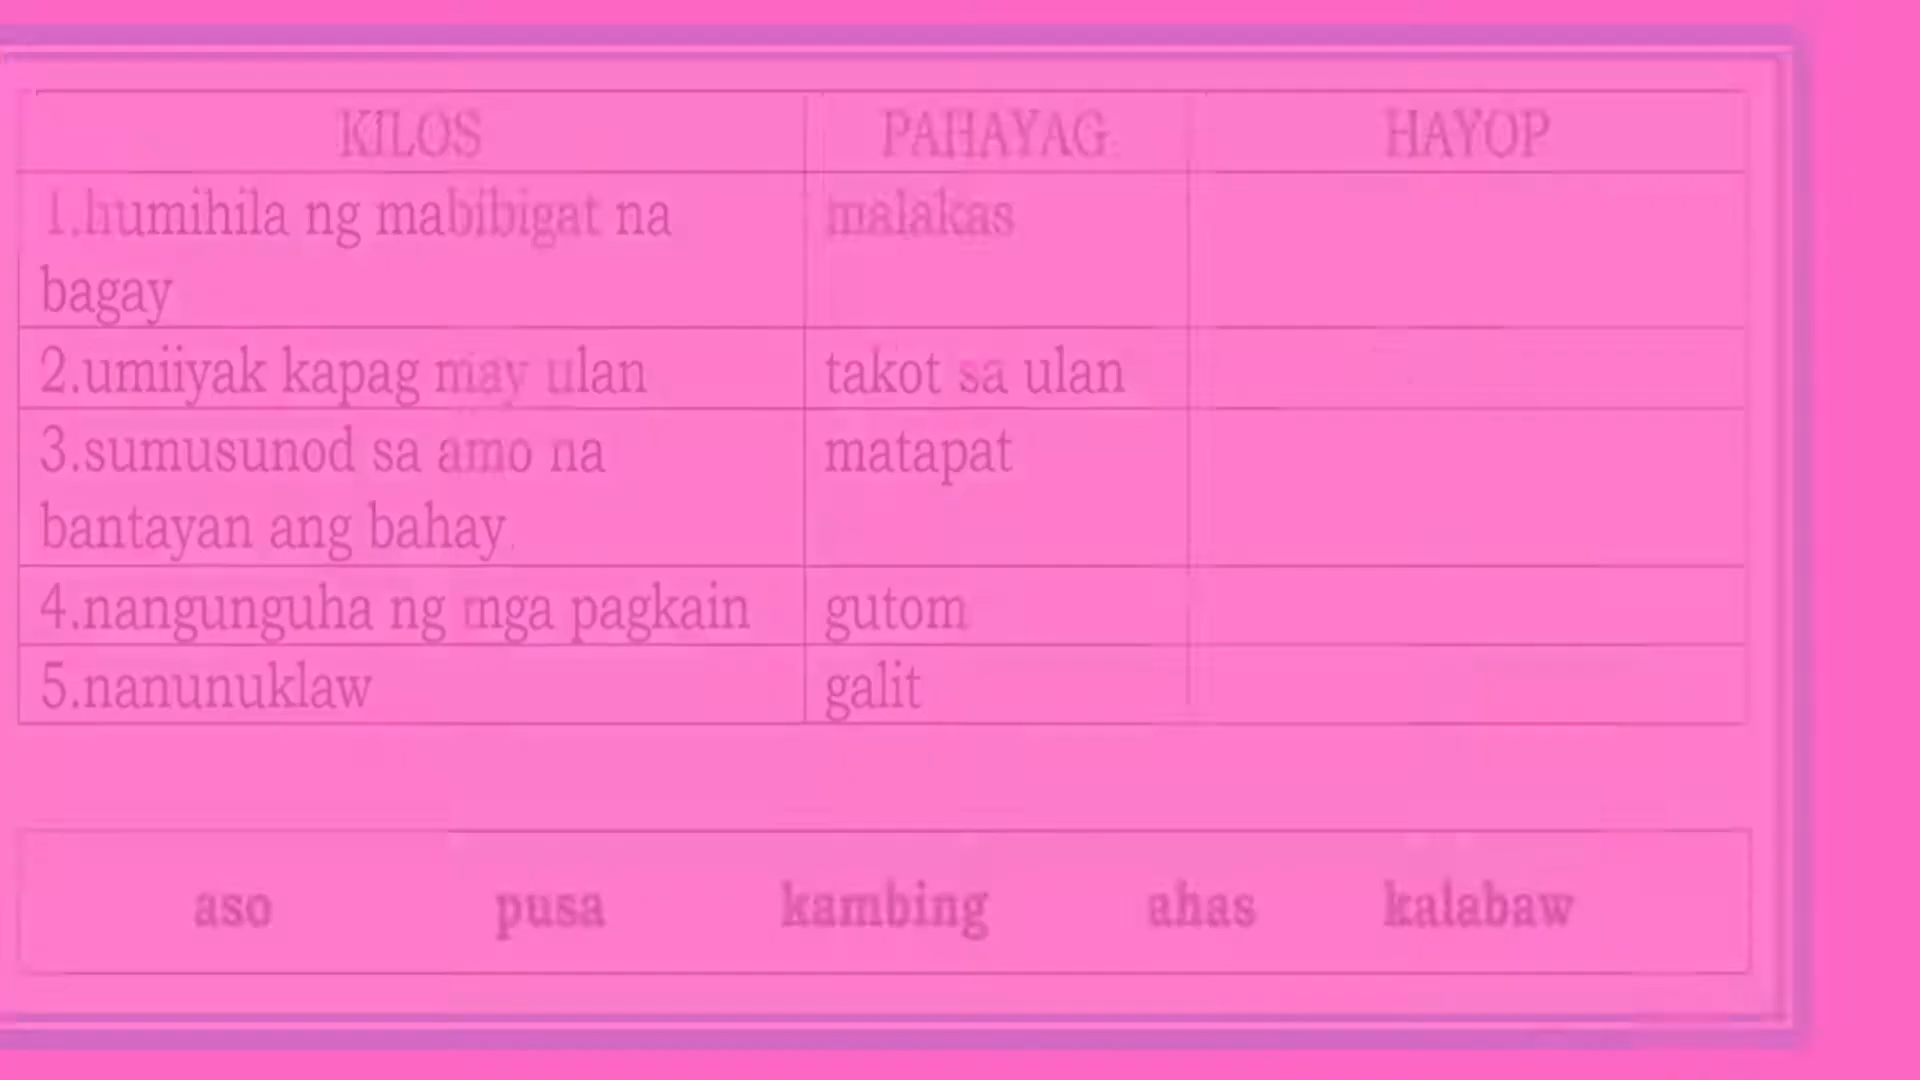 KILOS PAHAYAG HAYOP
1.humihila ng mabibigat na malakas
bagay
2.umiiyak kapag may ulan takot sa ulan
3.sumusunod sa amo na matapat
bantayan ang bahay
4.nangunguha ng mga pagkain gutom
5.nanunuklaw galit
aso pusa kambing ahas kalabaw